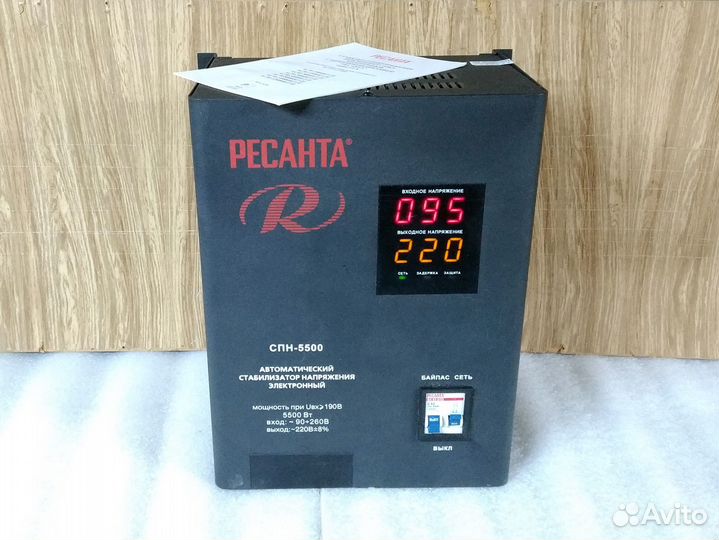 РЕСАНТА®
R
ВХОДНОЕ НАПРЯЖЕНИЕ
095
ВЫХОДНОЕ НАПРЯЖЕНИЕ
220
СЕТЬ ЗАДЕРЖКА ЗАЩИТА
СПН-5500
АВТОМАТИЧЕСКИЙ
СТАБИЛИЗАТОР НАПРЯЖЕНИЯ
ЭЛЕКТРОННЫЙ
мощность при Uвх⩾190В
5500 Вт
вход: ~ 90÷260В
выход:~220В±8%
БАЙПАС СЕТЬ
РЕСАНТА
ВЫКЛ
Avito